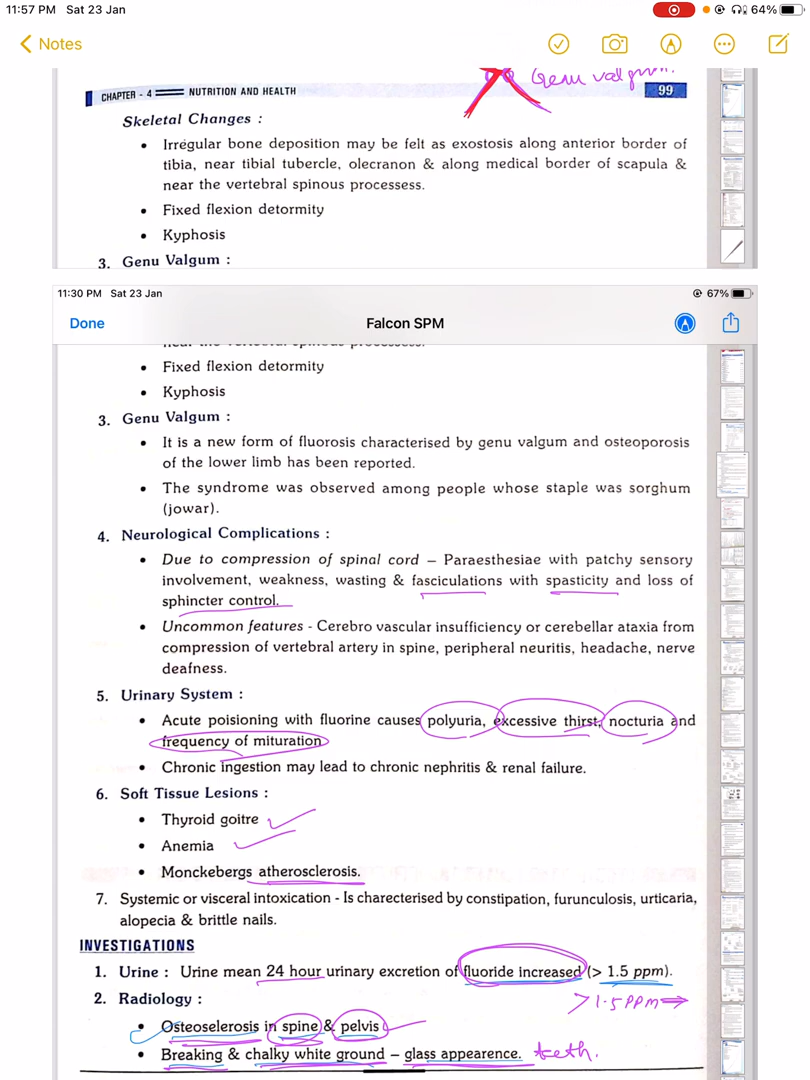 11:57 PM Sat 23 Jan 64%
Notes
Genu valgum.
CHAPTER - 4 NUTRITION AND HEALTH 99
Skeletal Changes :
• Irregular bone deposition may be felt as exostosis along anterior border of
tibia, near tibial tubercle, olecranon & along medical border of scapula &
near the vertebral spinous processess.
• Fixed flexion detormity
• Kyphosis
3. Genu Valgum :
11:30 PM Sat 23 Jan 67%
Done Falcon SPM
near the vertebral spinous processess.
• Fixed flexion deformity
• Kyphosis
3. Genu Valgum :
• It is a new form of fluorosis characterised by genu valgum and osteoporosis
of the lower limb has been reported.
• The syndrome was observed among people whose staple was sorghum
(jowar).
4. Neurological Complications :
• Due to compression of spinal cord – Paraesthesiae with patchy sensory
involvement, weakness, wasting & fasciculations with spasticity and loss of
sphincter control.
• Uncommon features - Cerebro vascular insufficiency or cerebellar ataxia from
compression of vertebral artery in spine, peripheral neuritis, headache, nerve
deafness.
5. Urinary System :
• Acute poisioning with fluorine causes polyuria, excessive thirst, nocturia and
frequency of mituration
• Chronic ingestion may lead to chronic nephritis & renal failure.
6. Soft Tissue Lesions :
• Thyroid goitre
• Anemia
• Monckebergs atherosclerosis.
7. Systemic or visceral intoxication - Is charecterised by constipation, furunculosis, urticaria,
alopecia & brittle nails.
INVESTIGATIONS
1. Urine : Urine mean 24 hour urinary excretion of fluoride increased (> 1.5 ppm).
>1.5PPM⇒
2. Radiology :
• Osteoselerosis in spine & pelvis
• Breaking & chalky white ground – glass appearence. teeth.